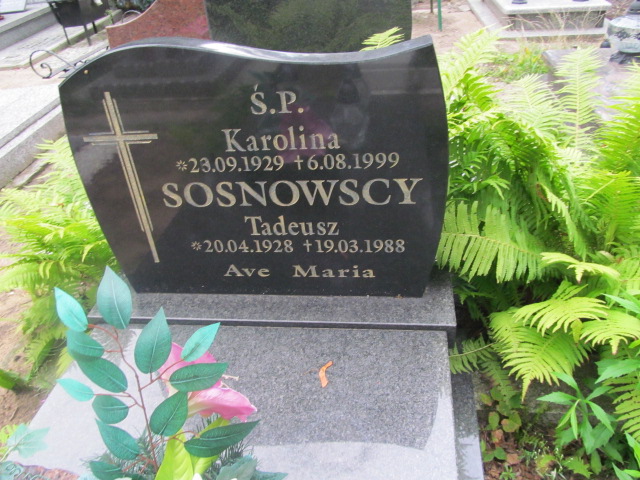 Ś.P.
Karolina
*23.09.1929 +6.08.1999
SOSNOWSCY
Tadeusz
*20.04.1928 +19.03.1988
Ave Maria